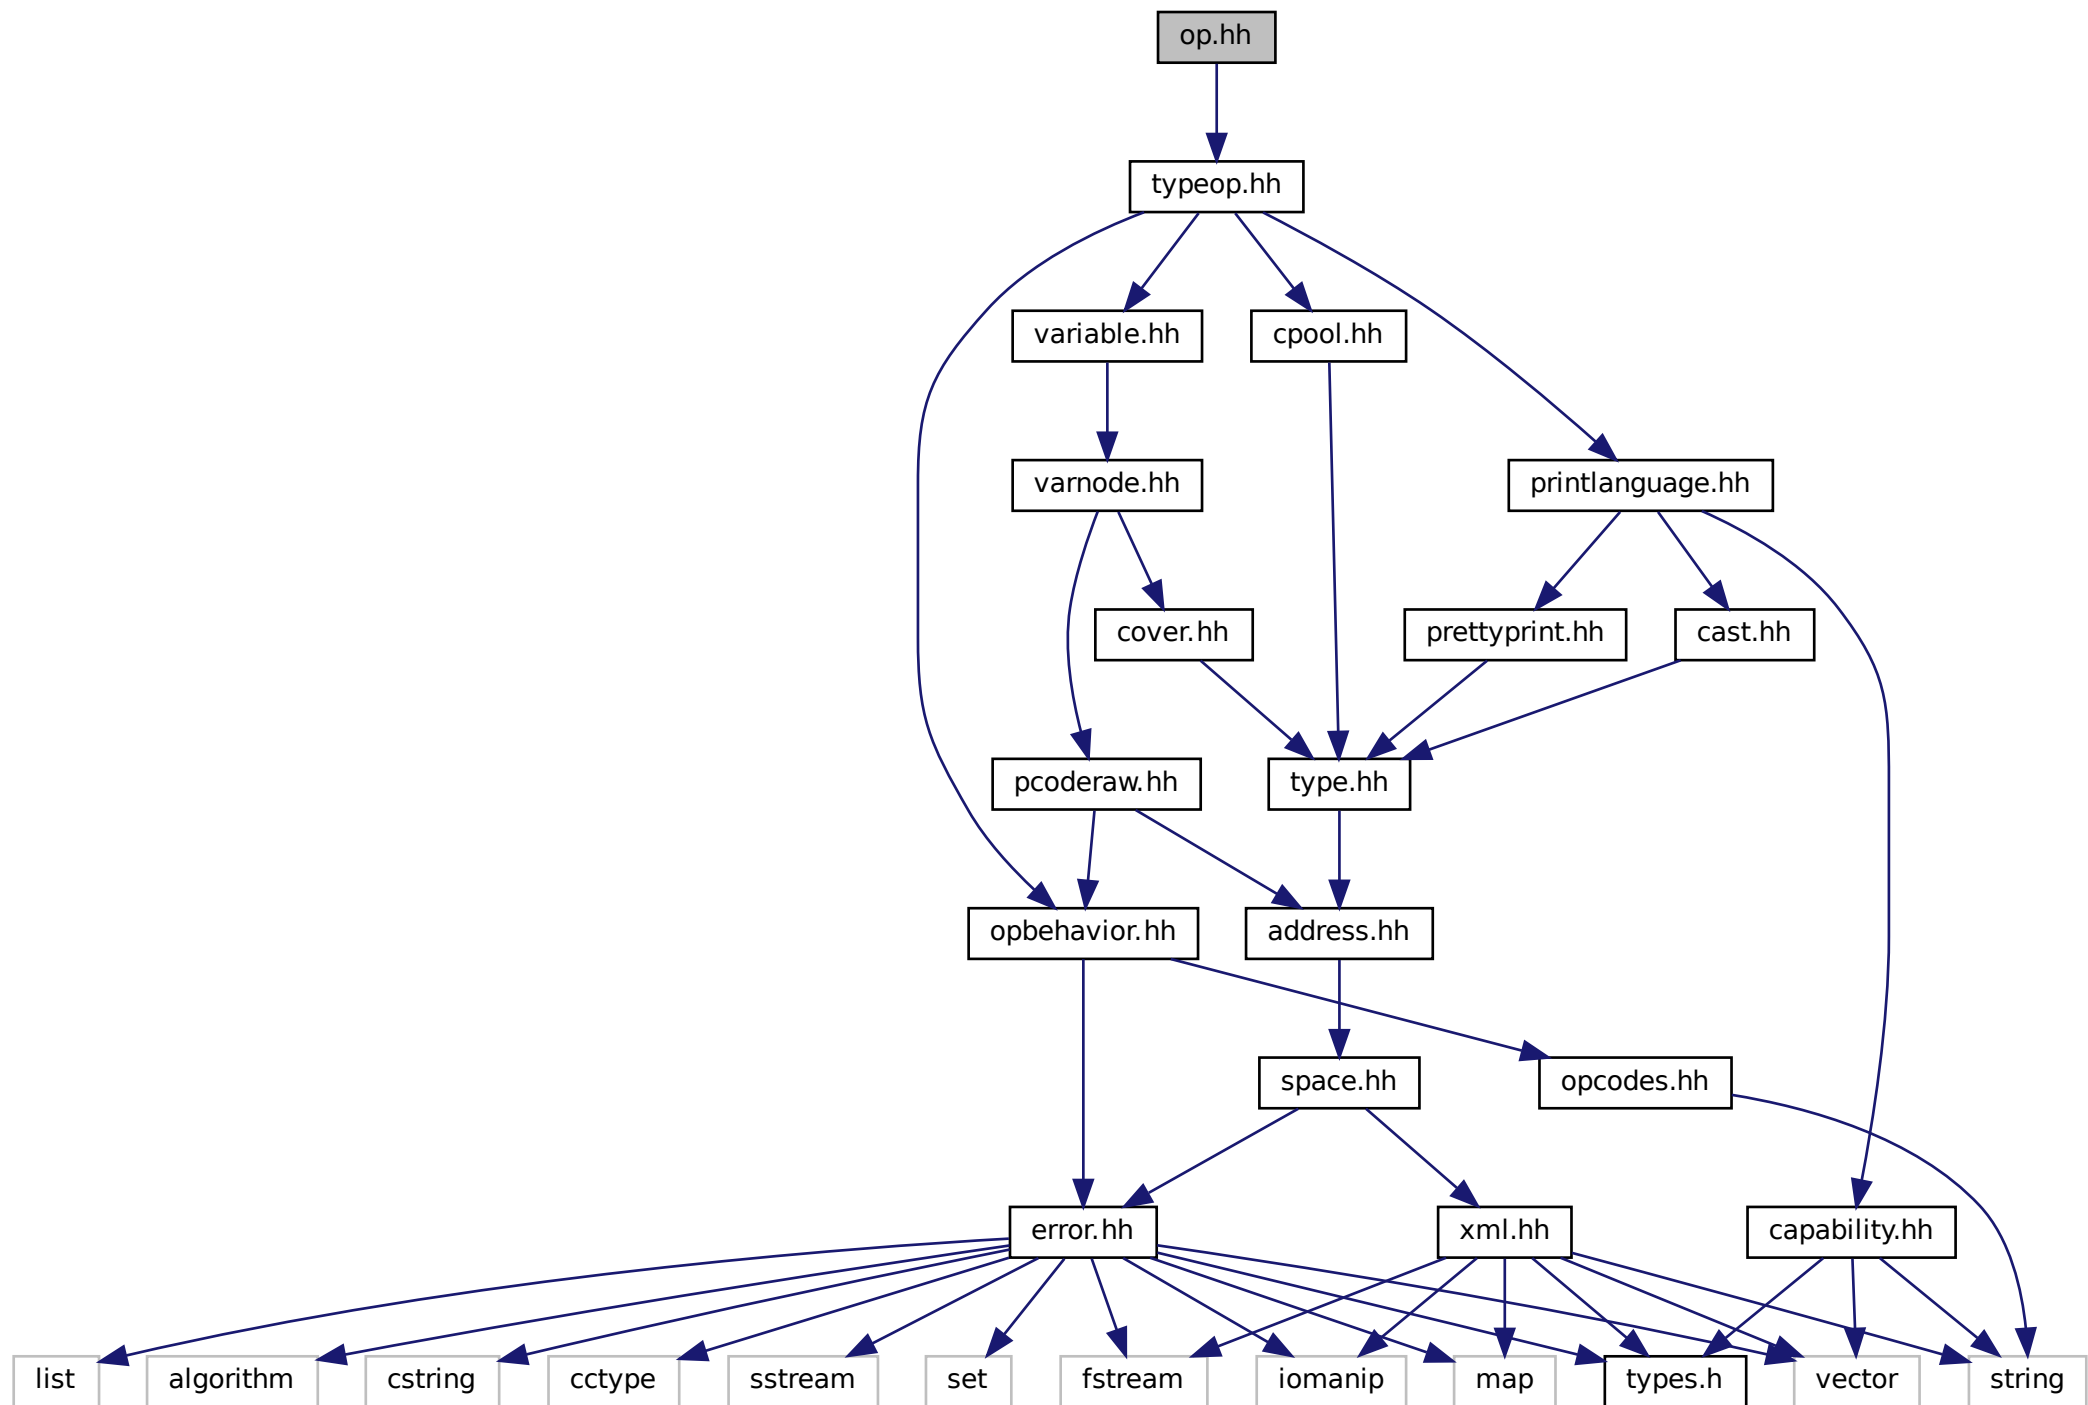 op.hh
typeop.hh
variable.hh
cpool.hh
varnode.hh
printlanguage.hh
cover.hh
prettyprint.hh
cast.hh
pcoderaw.hh
type.hh
opbehavior.hh
address.hh
space.hh
opcodes.hh
error.hh
xml.hh
capability.hh
list
algorithm
cstring
cctype
sstream
set
fstream
iomanip
map
types.h
vector
string